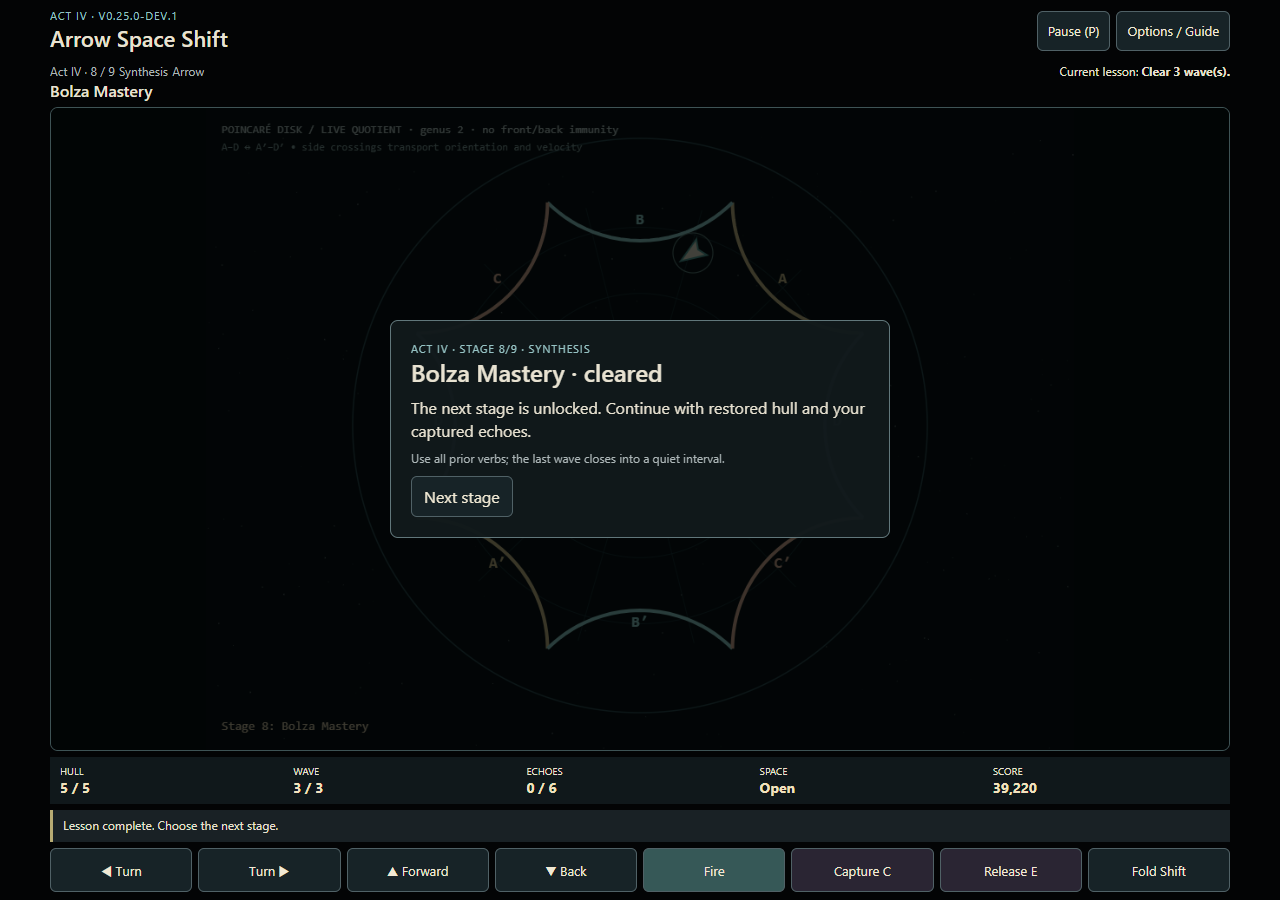 ACT IV · V0.25.0-DEV.1
Arrow Space Shift
Pause (P)
Options / Guide
Act IV · 8 / 9 Synthesis Arrow
Current lesson: Clear 3 wave(s).
Bolza Mastery
POINCARÉ DISK / LIVE QUOTIENT · genus 2 · no front/back immunity
A–D ↔ A′–D′ • side crossings transport orientation and velocity
B
C
A
ACT IV · STAGE 8/9 · SYNTHESIS
Bolza Mastery · cleared
The next stage is unlocked. Continue with restored hull and your
captured echoes.
Use all prior verbs; the last wave closes into a quiet interval.
Next stage
A′
C′
B′
Stage 8: Bolza Mastery
HULL
5 / 5
WAVE
3 / 3
ECHOES
0 / 6
SPACE
Open
SCORE
39,220
Lesson complete. Choose the next stage.
◀ Turn
Turn ▶
▲ Forward
▼ Back
Fire
Capture C
Release E
Fold Shift